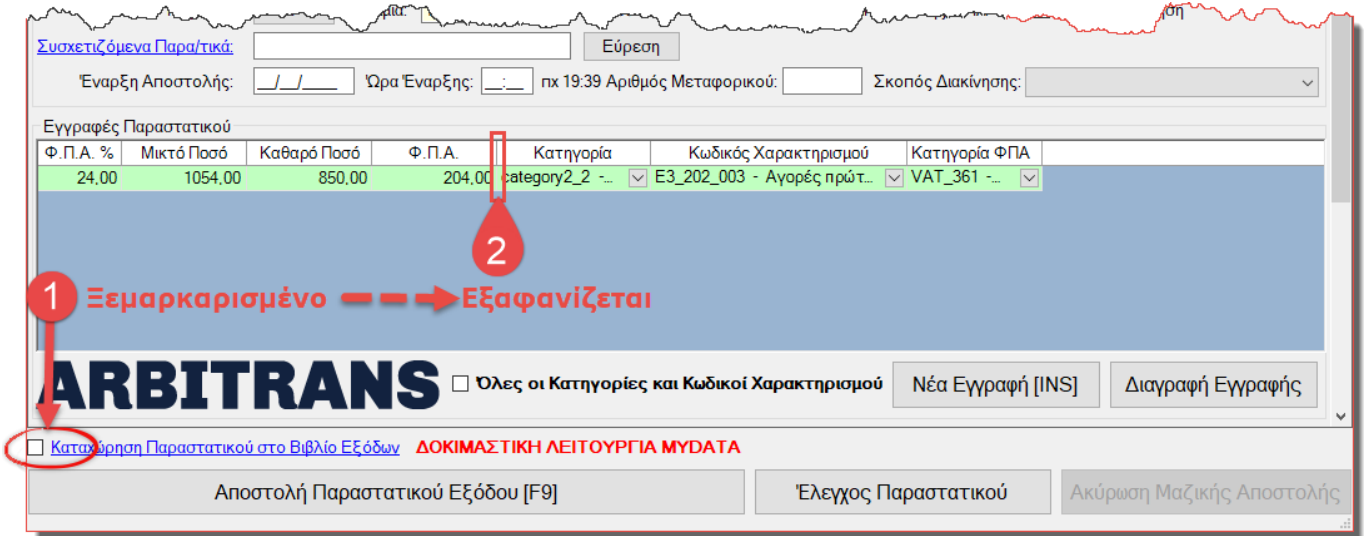 Συσχετιζόμενα Παρα/τικά: Εύρεση
Έναρξη Αποστολής: __/__/____ Ώρα Έναρξης: __:__ πχ 19:39 Αριθμός Μεταφορικού: Σκοπός Διακίνησης:
Εγγραφές Παραστατικού
Φ.Π.Α. % Μικτό Ποσό Καθαρό Ποσό Φ.Π.Α. Κατηγορία Κωδικός Χαρακτηρισμού Κατηγορία ΦΠΑ
24,00 1054,00 850,00 204,00 category2_2 -... E3_202_003 - Αγορές πρώτ... VAT_361 -...
2
1 Ξεμαρκαρισμένο Εξαφανίζεται
ARBITRANS Όλες οι Κατηγορίες και Κωδικοί Χαρακτηρισμού Νέα Εγγραφή [INS] Διαγραφή Εγγραφής
Καταχώρηση Παραστατικού στο Βιβλίο Εξόδων ΔΟΚΙΜΑΣΤΙΚΗ ΛΕΙΤΟΥΡΓΙΑ MYDATA
Αποστολή Παραστατικού Εξόδου [F9] Έλεγχος Παραστατικού Ακύρωση Μαζικής Αποστολής